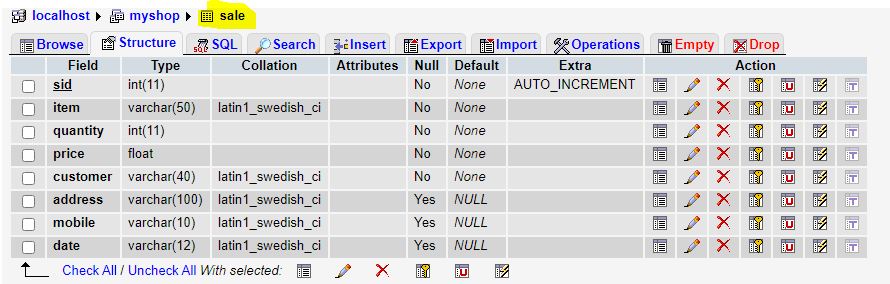 localhost ▸ myshop ▸ sale
Browse Structure SQL Search Insert Export Import Operations Empty Drop
Field Type Collation Attributes Null Default Extra Action
sid int(11) No None AUTO_INCREMENT
item varchar(50) latin1_swedish_ci No None
quantity int(11) No None
price float No None
customer varchar(40) latin1_swedish_ci No None
address varchar(100) latin1_swedish_ci Yes NULL
mobile varchar(10) latin1_swedish_ci Yes NULL
date varchar(12) latin1_swedish_ci Yes NULL
Check All / Uncheck All With selected: